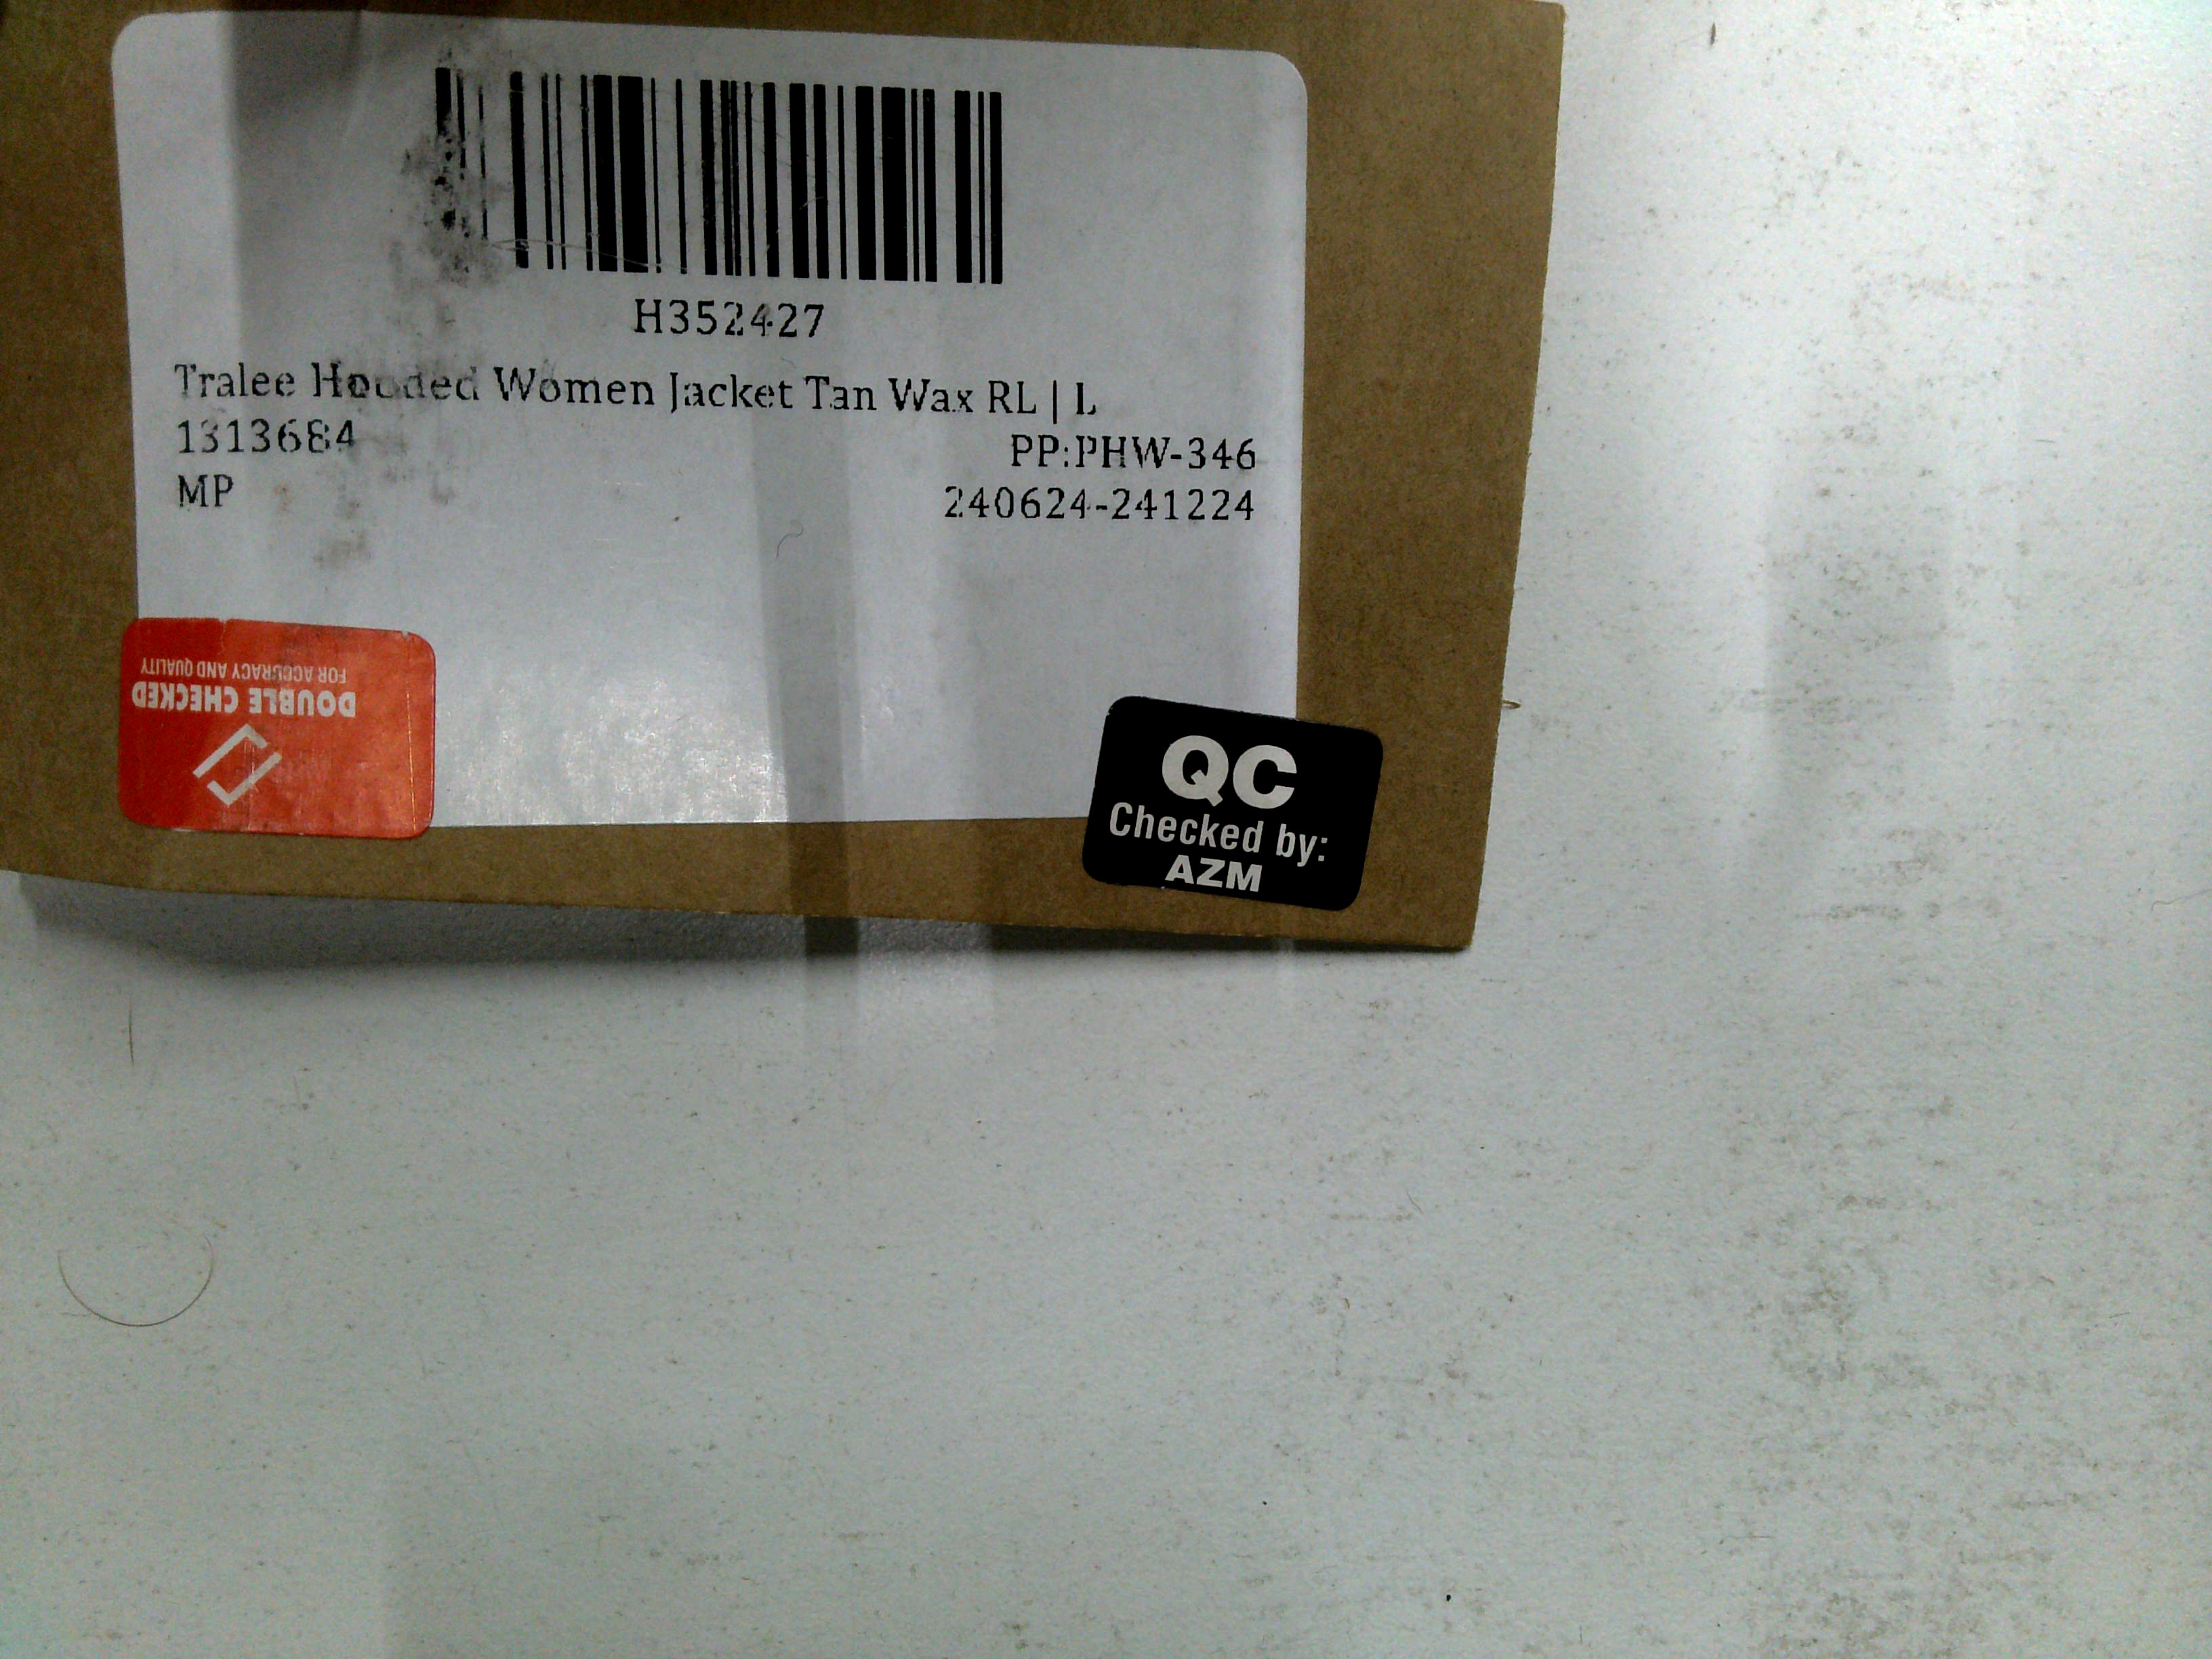 H352427
Tralee Hooded Women Jacket Tan Wax RL | L
1313684
PP:PHW-346
MP
240624-241224
DOUBLE CHECKED
FOR ACCURACY AND QUALITY
QC
Checked by:
AZM